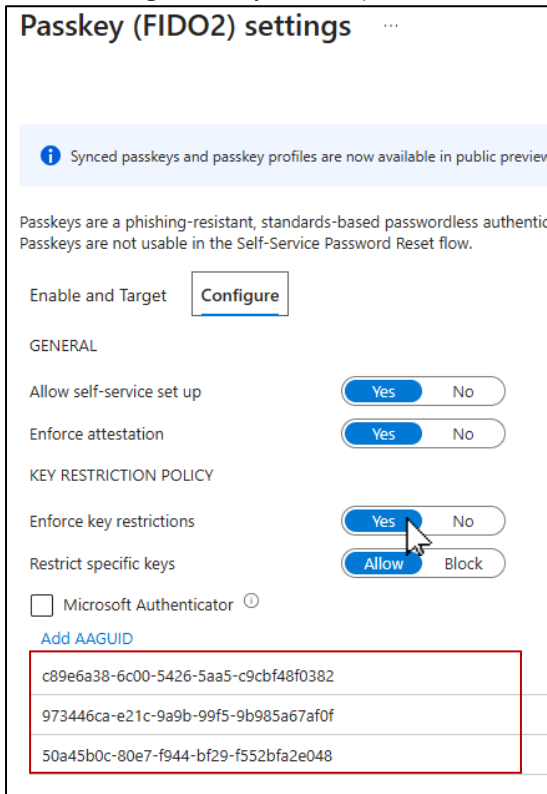 Passkey (FIDO2) settings ...
Synced passkeys and passkey profiles are now available in public preview
Passkeys are a phishing-resistant, standards-based passwordless authentic
Passkeys are not usable in the Self-Service Password Reset flow.
Enable and Target Configure
GENERAL
Allow self-service set up Yes No
Enforce attestation Yes No
KEY RESTRICTION POLICY
Enforce key restrictions Yes No
Restrict specific keys Allow Block
Microsoft Authenticator
Add AAGUID
c89e6a38-6c00-5426-5aa5-c9cbf48f0382
973446ca-e21c-9a9b-99f5-9b985a67af0f
50a45b0c-80e7-f944-bf29-f552bfa2e048